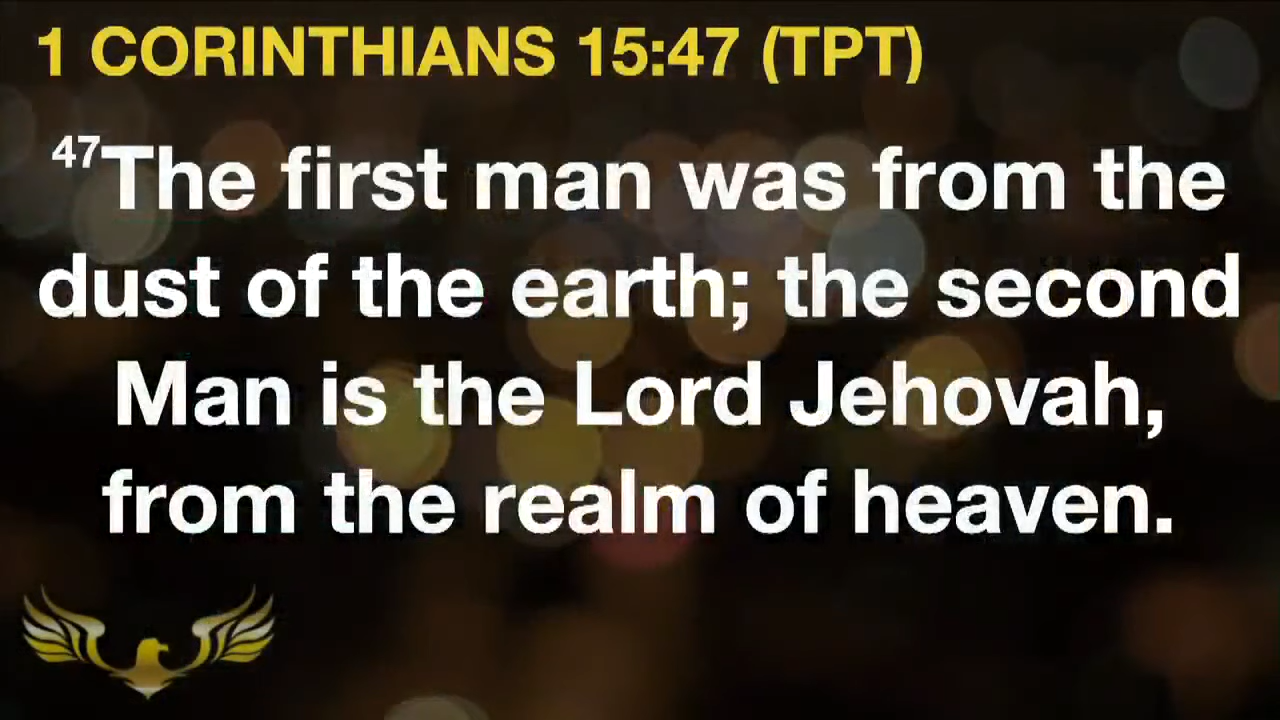 1 CORINTHIANS 15:47 (TPT)
47The first man was from the
dust of the earth; the second
Man is the Lord Jehovah,
from the realm of heaven.